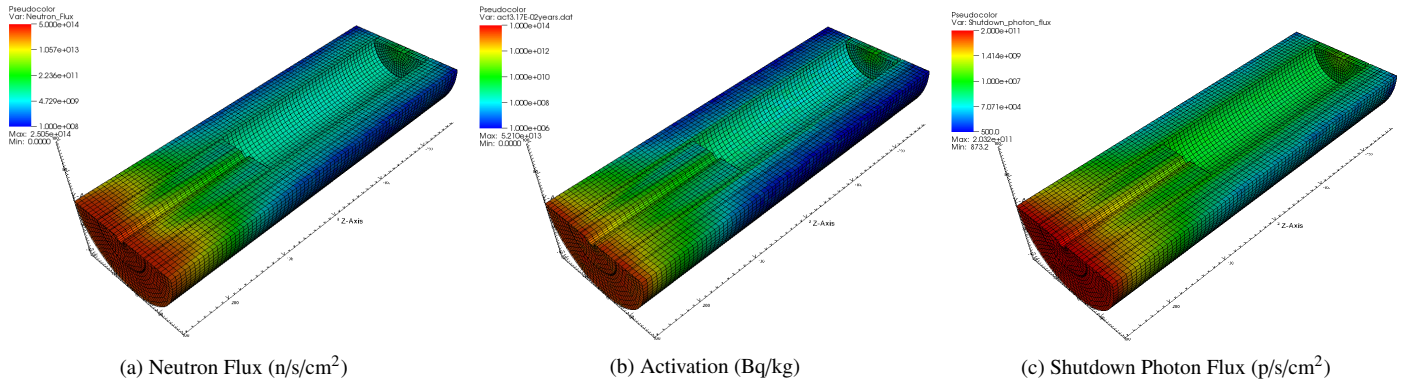 Pseudocolor
Var: Neutron_Flux
5.000e+014
1.057e+013
2.236e+011
4.729e+009
1.000e+008
Max: 2.505e+014
Min: 0.0000
Z-Axis
(a) Neutron Flux (n/s/cm²)
Pseudocolor
Var: act3.17E-02years.dat
1.000e+014
1.000e+012
1.000e+010
1.000e+008
1.000e+006
Max: 5.210e+013
Min: 0.0000
Z-Axis
(b) Activation (Bq/kg)
Pseudocolor
Var: Shutdown_photon_flux
2.000e+011
1.414e+009
1.000e+007
7.071e+004
500.0
Max: 2.032e+011
Min: 873.2
Z-Axis
(c) Shutdown Photon Flux (p/s/cm²)